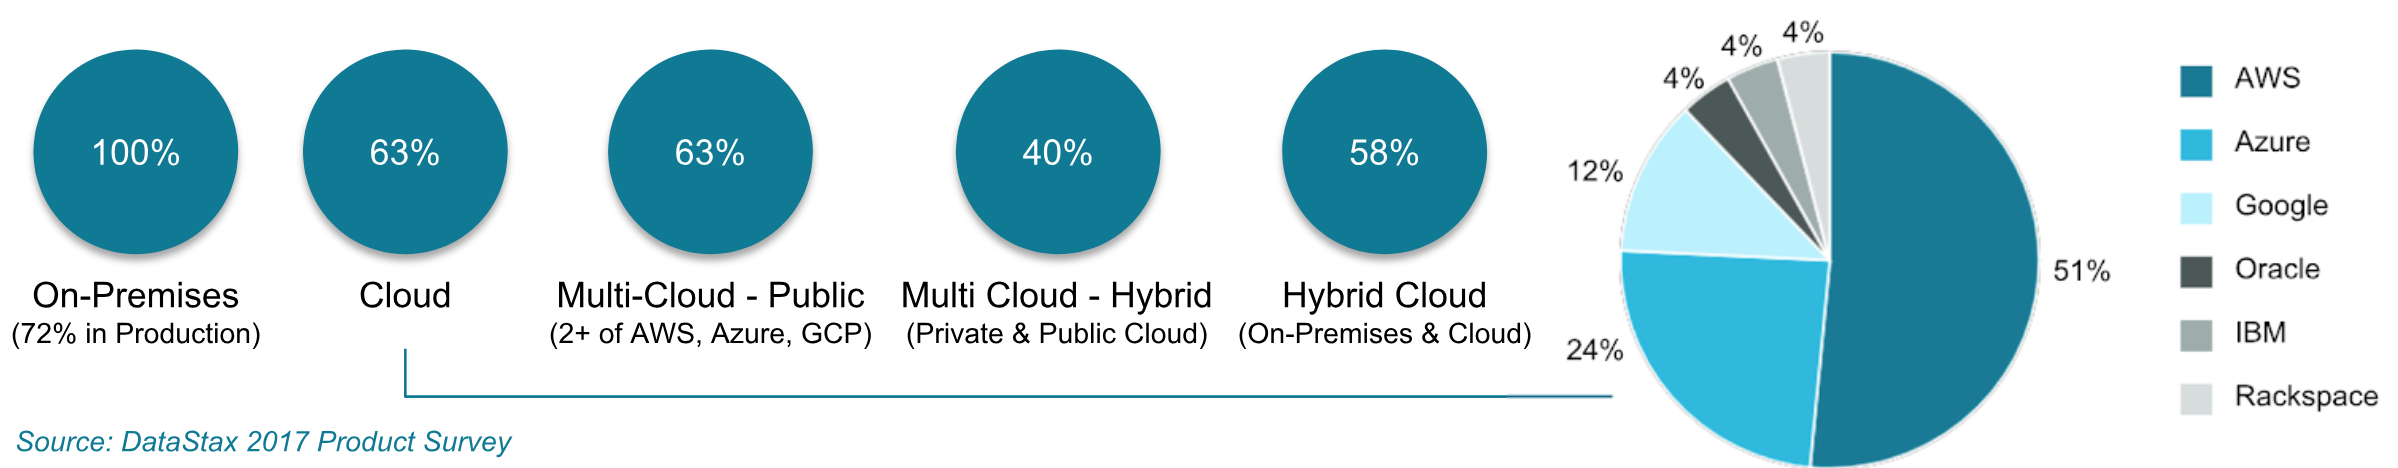 100%
63%
63%
40%
58%
On-Premises
(72% in Production)
Cloud
Multi-Cloud - Public
(2+ of AWS, Azure, GCP)
Multi Cloud - Hybrid
(Private & Public Cloud)
Hybrid Cloud
(On-Premises & Cloud)
Source: DataStax 2017 Product Survey
4%
4%
4%
12%
24%
51%
AWS
Azure
Google
Oracle
IBM
Rackspace